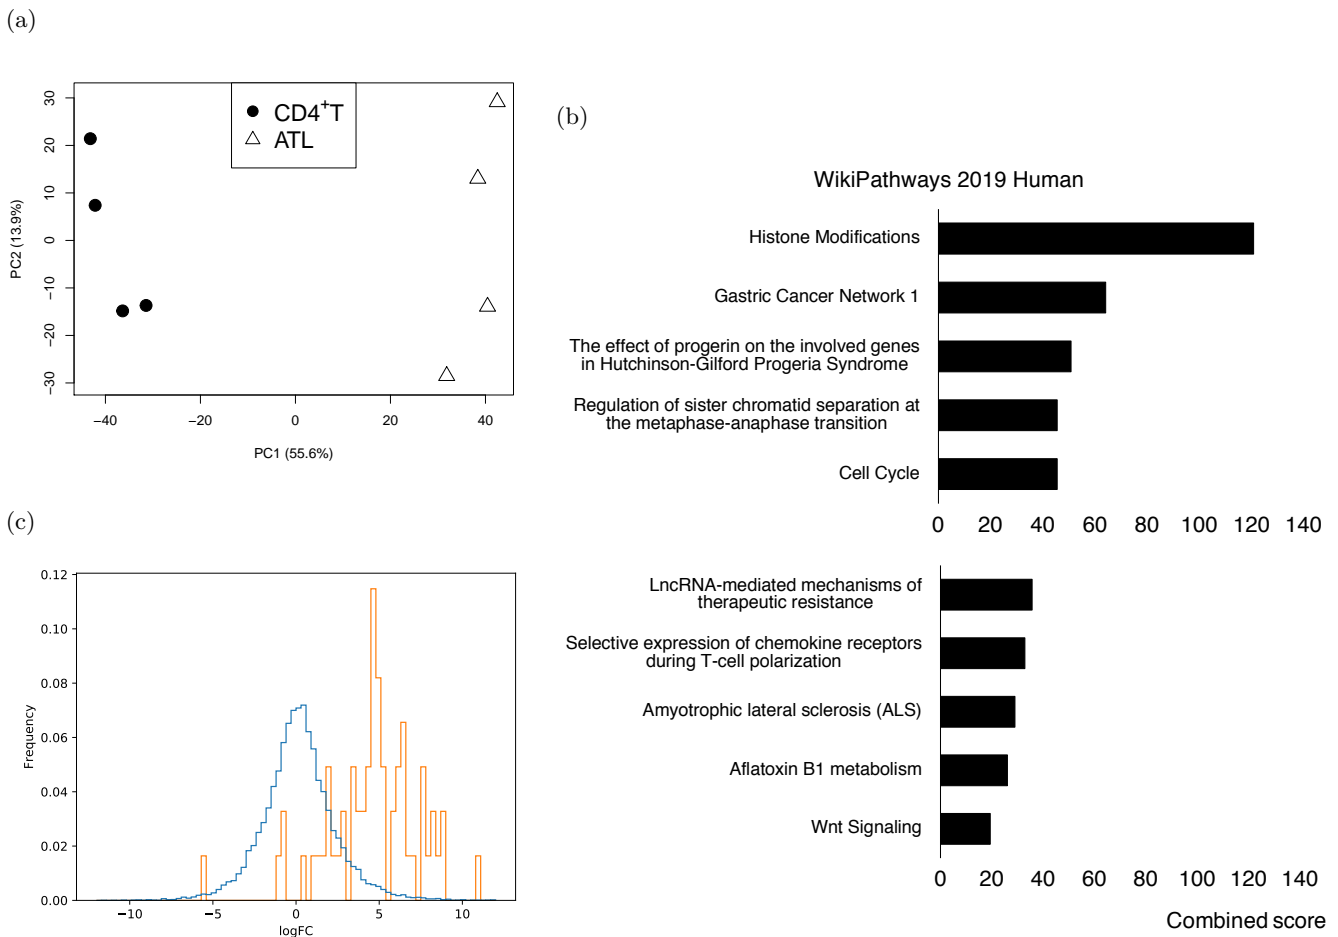 (a)
CD4+T
ATL
30
20
10
0
−10
−20
−30
PC2 (13.9%)
−40
−20
0
20
40
PC1 (55.6%)
(b)
WikiPathways 2019 Human
Histone Modifications
Gastric Cancer Network 1
The effect of progerin on the involved genes
in Hutchinson-Gilford Progeria Syndrome
Regulation of sister chromatid separation at
the metaphase-anaphase transition
Cell Cycle
0 20 40 60 80 100 120 140
LncRNA-mediated mechanisms of
therapeutic resistance
Selective expression of chemokine receptors
during T-cell polarization
Amyotrophic lateral sclerosis (ALS)
Aflatoxin B1 metabolism
Wnt Signaling
0 20 40 60 80 100 120 140
Combined score
(c)
0.12
0.10
0.08
0.06
0.04
0.02
0.00
Frequency
−10
−5
0
5
10
logFC